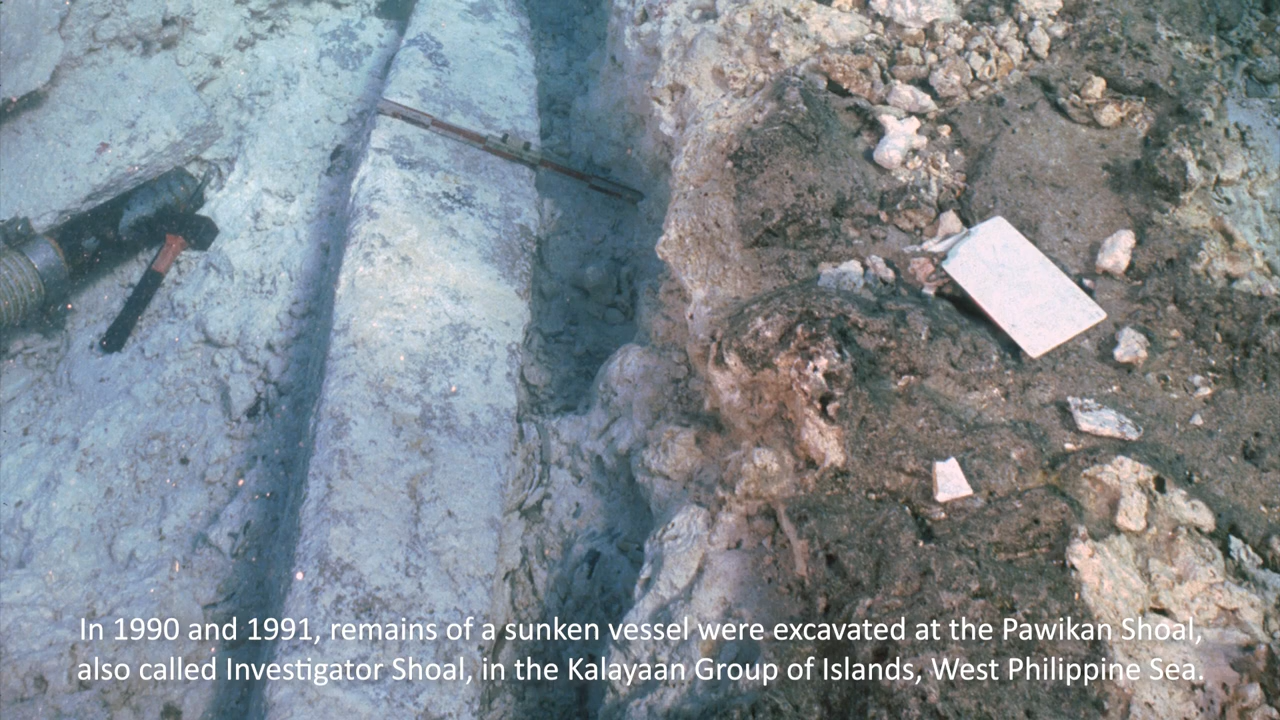 In 1990 and 1991, remains of a sunken vessel were excavated at the Pawikan Shoal,
also called Investigator Shoal, in the Kalayaan Group of Islands, West Philippine Sea.